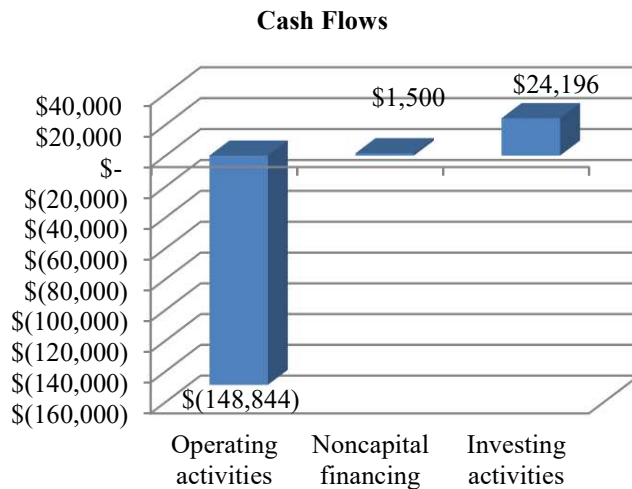 Cash Flows
$24,196
$1,500
$40,000
$20,000
$-
$(20,000)
$(40,000)
$(60,000)
$(80,000)
$(100,000)
$(120,000)
$(140,000)
$(160,000)
$(148,844)
Operating
activities
Noncapital
financing
Investing
activities